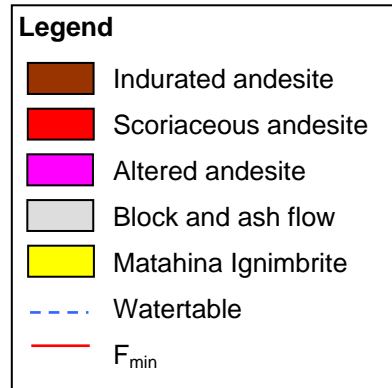 Legend
Indurated andesite
Scoriaceous andesite
Altered andesite
Block and ash flow
Matahina Ignimbrite
Watertable
Fmin